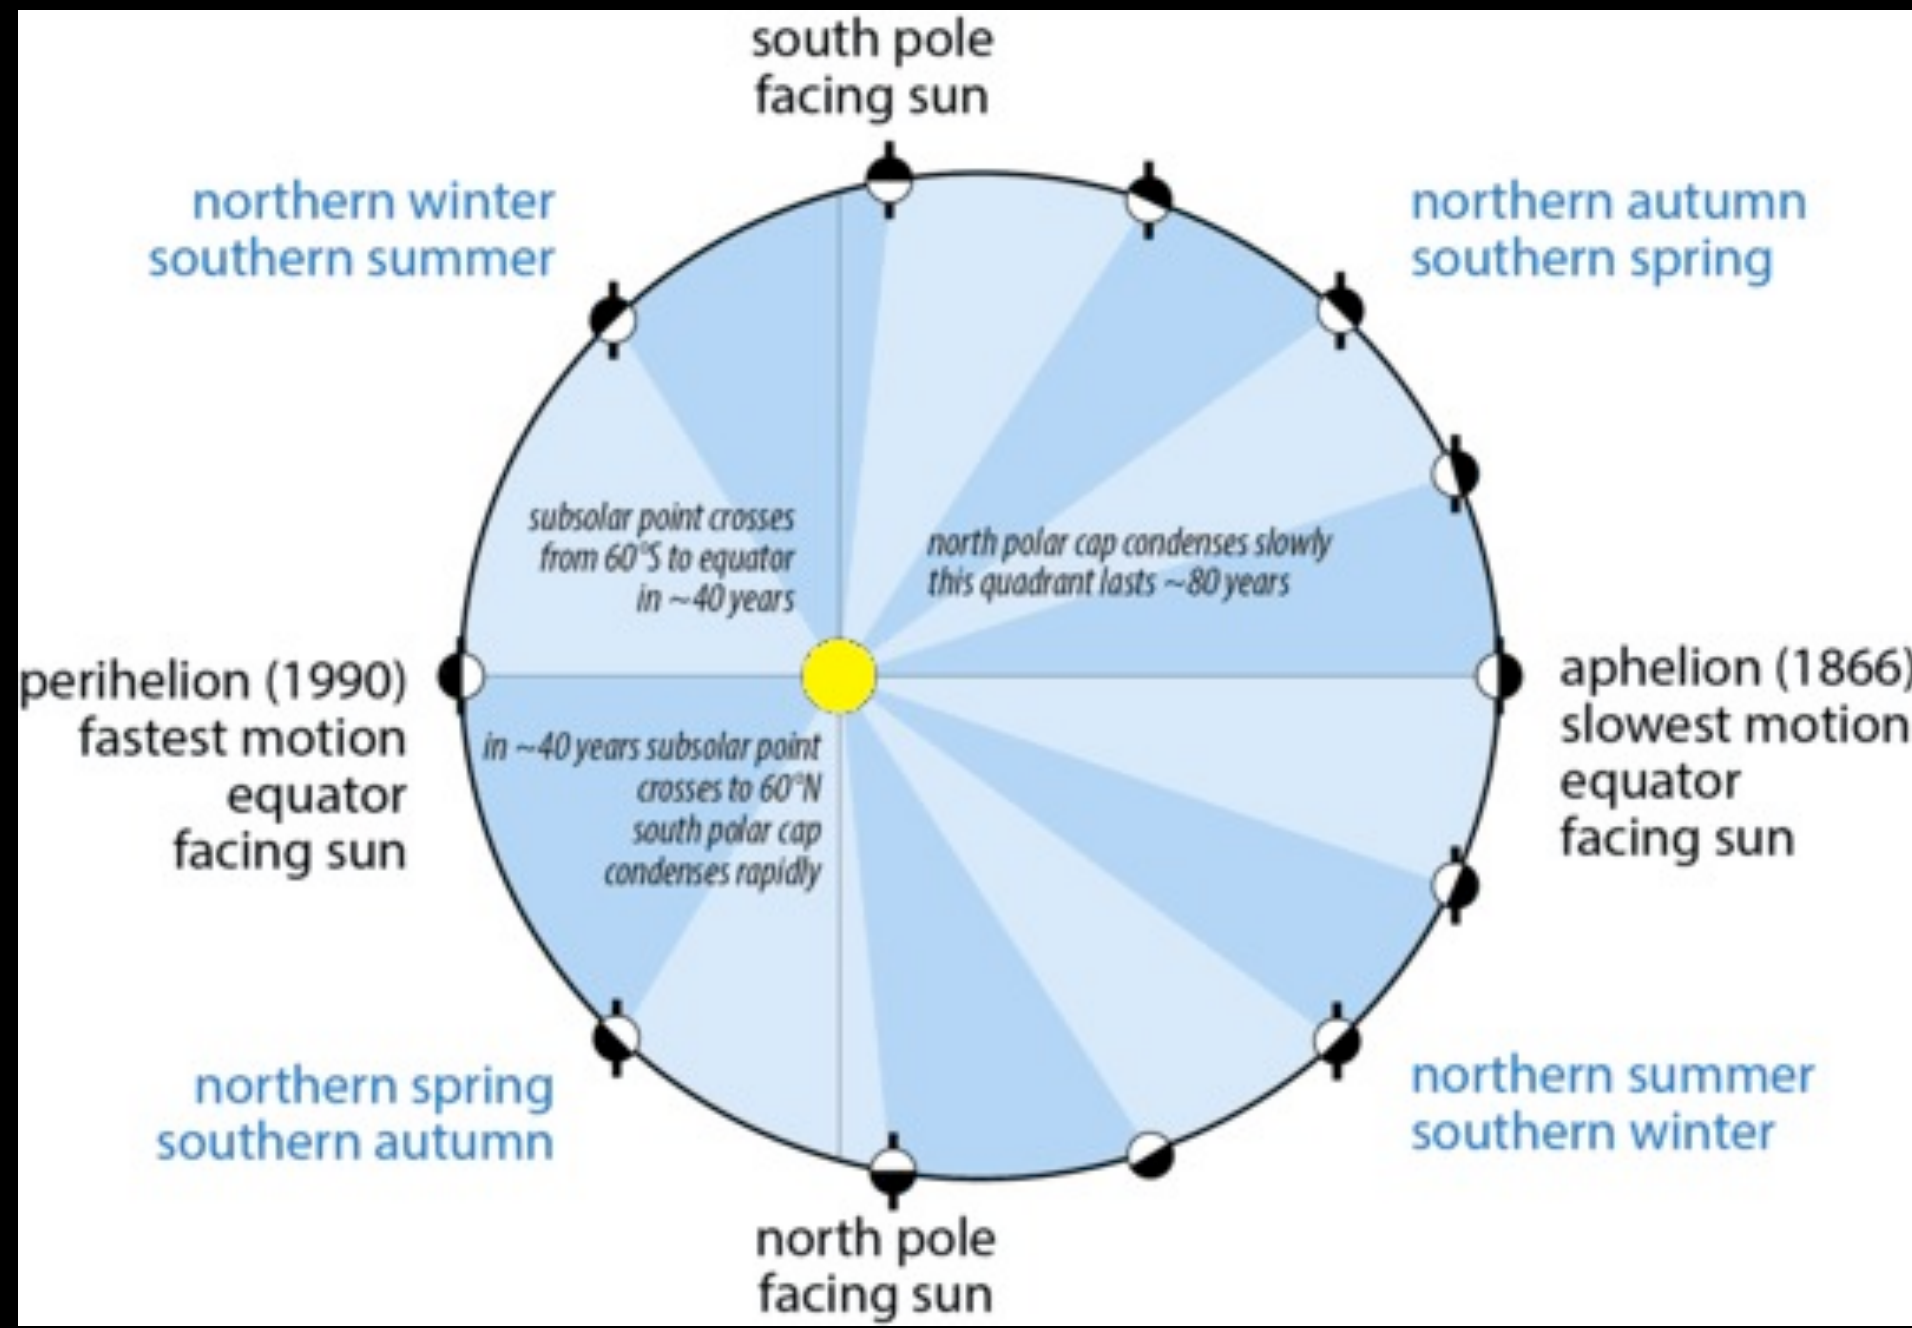 south pole
facing sun
northern winter
southern summer
northern autumn
southern spring
subsolar point crosses
from 60°S to equator
in ~40 years
north polar cap condenses slowly
this quadrant lasts ~80 years
perihelion (1990)
fastest motion
equator
facing sun
aphelion (1866)
slowest motion
equator
facing sun
in ~40 years subsolar point
crosses to 60°N
south polar cap
condenses rapidly
northern spring
southern autumn
northern summer
southern winter
north pole
facing sun